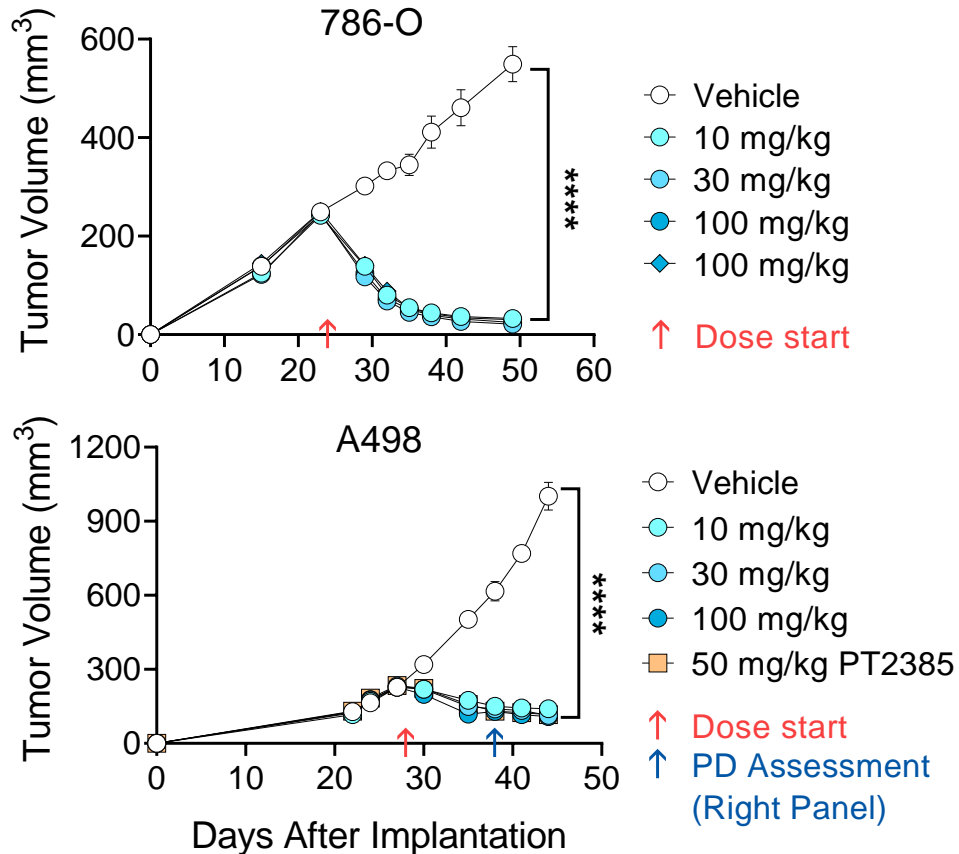 786-O
Tumor Volume (mm³)
600
400
200
0
0 10 20 30 40 50 60
****
Vehicle
10 mg/kg
30 mg/kg
100 mg/kg
100 mg/kg
↑ Dose start
A498
Tumor Volume (mm³)
1200
900
600
300
0
0 10 20 30 40 50
Days After Implantation
****
Vehicle
10 mg/kg
30 mg/kg
100 mg/kg
50 mg/kg PT2385
↑ Dose start
↑ PD Assessment
(Right Panel)